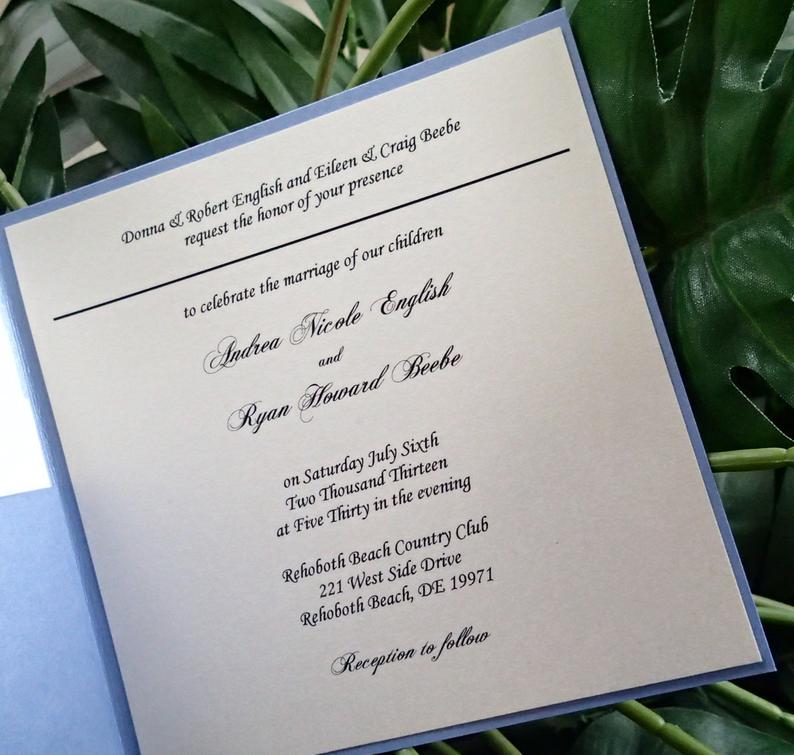 Donna & Robert English and Eileen & Craig Beebe
request the honor of your presence
to celebrate the marriage of our children
Andrea Nicole English
and
Ryan Howard Beebe
on Saturday July Sixth
Two Thousand Thirteen
at Five Thirty in the evening
Rehoboth Beach Country Club
221 West Side Drive
Rehoboth Beach, DE 19971
Reception to follow